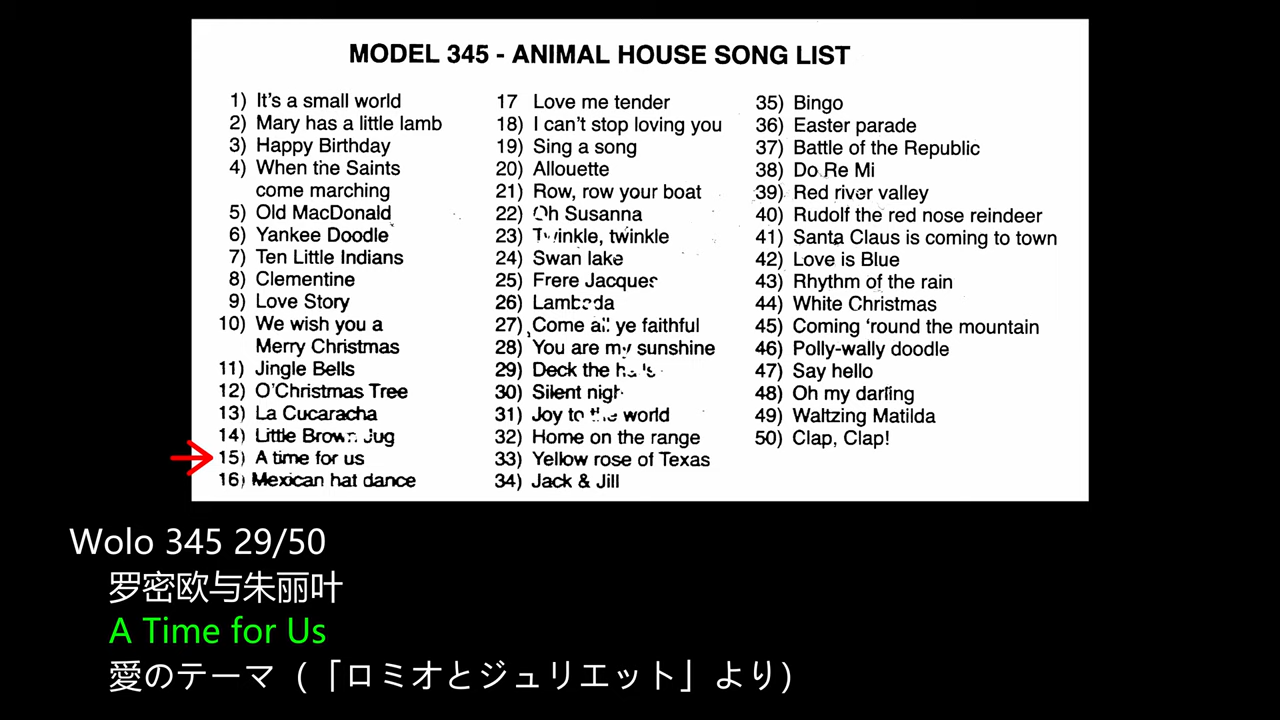 MODEL 345 - ANIMAL HOUSE SONG LIST
1) It's a small world
2) Mary has a little lamb
3) Happy Birthday
4) When the Saints
come marching
5) Old MacDonald
6) Yankee Doodle
7) Ten Little Indians
8) Clementine
9) Love Story
10) We wish you a
Merry Christmas
11) Jingle Bells
12) O'Christmas Tree
13) La Cucaracha
14) Little Brown Jug
15) A time for us
16) Mexican hat dance
17 Love me tender
18) I can't stop loving you
19) Sing a song
20) Allouette
21) Row, row your boat
22) Oh Susanna
23) Twinkle, twinkle
24) Swan lake
25) Frere Jacques
26) Lambada
27) Come all ye faithful
28) You are my sunshine
29) Deck the halls
30) Silent night
31) Joy to the world
32) Home on the range
33) Yellow rose of Texas
34) Jack & Jill
35) Bingo
36) Easter parade
37) Battle of the Republic
38) Do Re Mi
39) Red river valley
40) Rudolf the red nose reindeer
41) Santa Claus is coming to town
42) Love is Blue
43) Rhythm of the rain
44) White Christmas
45) Coming 'round the mountain
46) Polly-wally doodle
47) Say hello
48) Oh my darling
49) Waltzing Matilda
50) Clap, Clap!
Wolo 345 29/50
罗密欧与朱丽叶
A Time for Us
愛のテーマ（「ロミオとジュリエット」より）